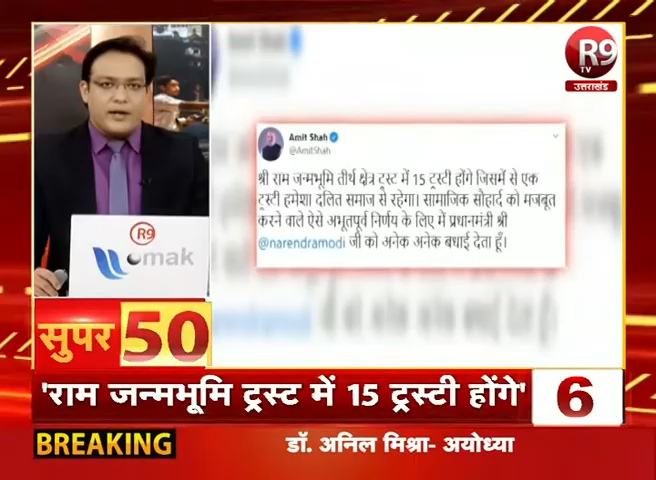 R9
TV
उत्तराखंड
Amit Shah
@AmitShah
श्री राम जन्मभूमि तीर्थ क्षेत्र ट्रस्ट में 15 ट्रस्टी होंगे जिसमें से एक
ट्रस्टी हमेशा दलित समाज से रहेगा। सामाजिक सौहार्द को मजबूत
करने वाले ऐसे अभूतपूर्व निर्णय के लिए मैं प्रधानमंत्री श्री
@narendramodi जी को अनेक अनेक बधाई देता हूँ।
R9
omak
सुपर 50
'राम जन्मभूमि ट्रस्ट में 15 ट्रस्टी होंगे' 6
BREAKING डॉ. अनिल मिश्रा- अयोध्या